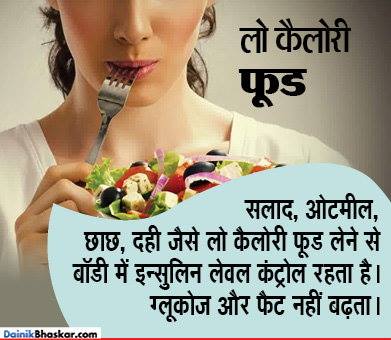 लो कैलोरी
फूड
सलाद, ओटमील,
छाछ, दही जैसे लो कैलोरी फूड लेने से
बॉडी में इन्सुलिन लेवल कंट्रोल रहता है।
ग्लूकोज और फैट नहीं बढ़ता।
DainikBhaskar.com